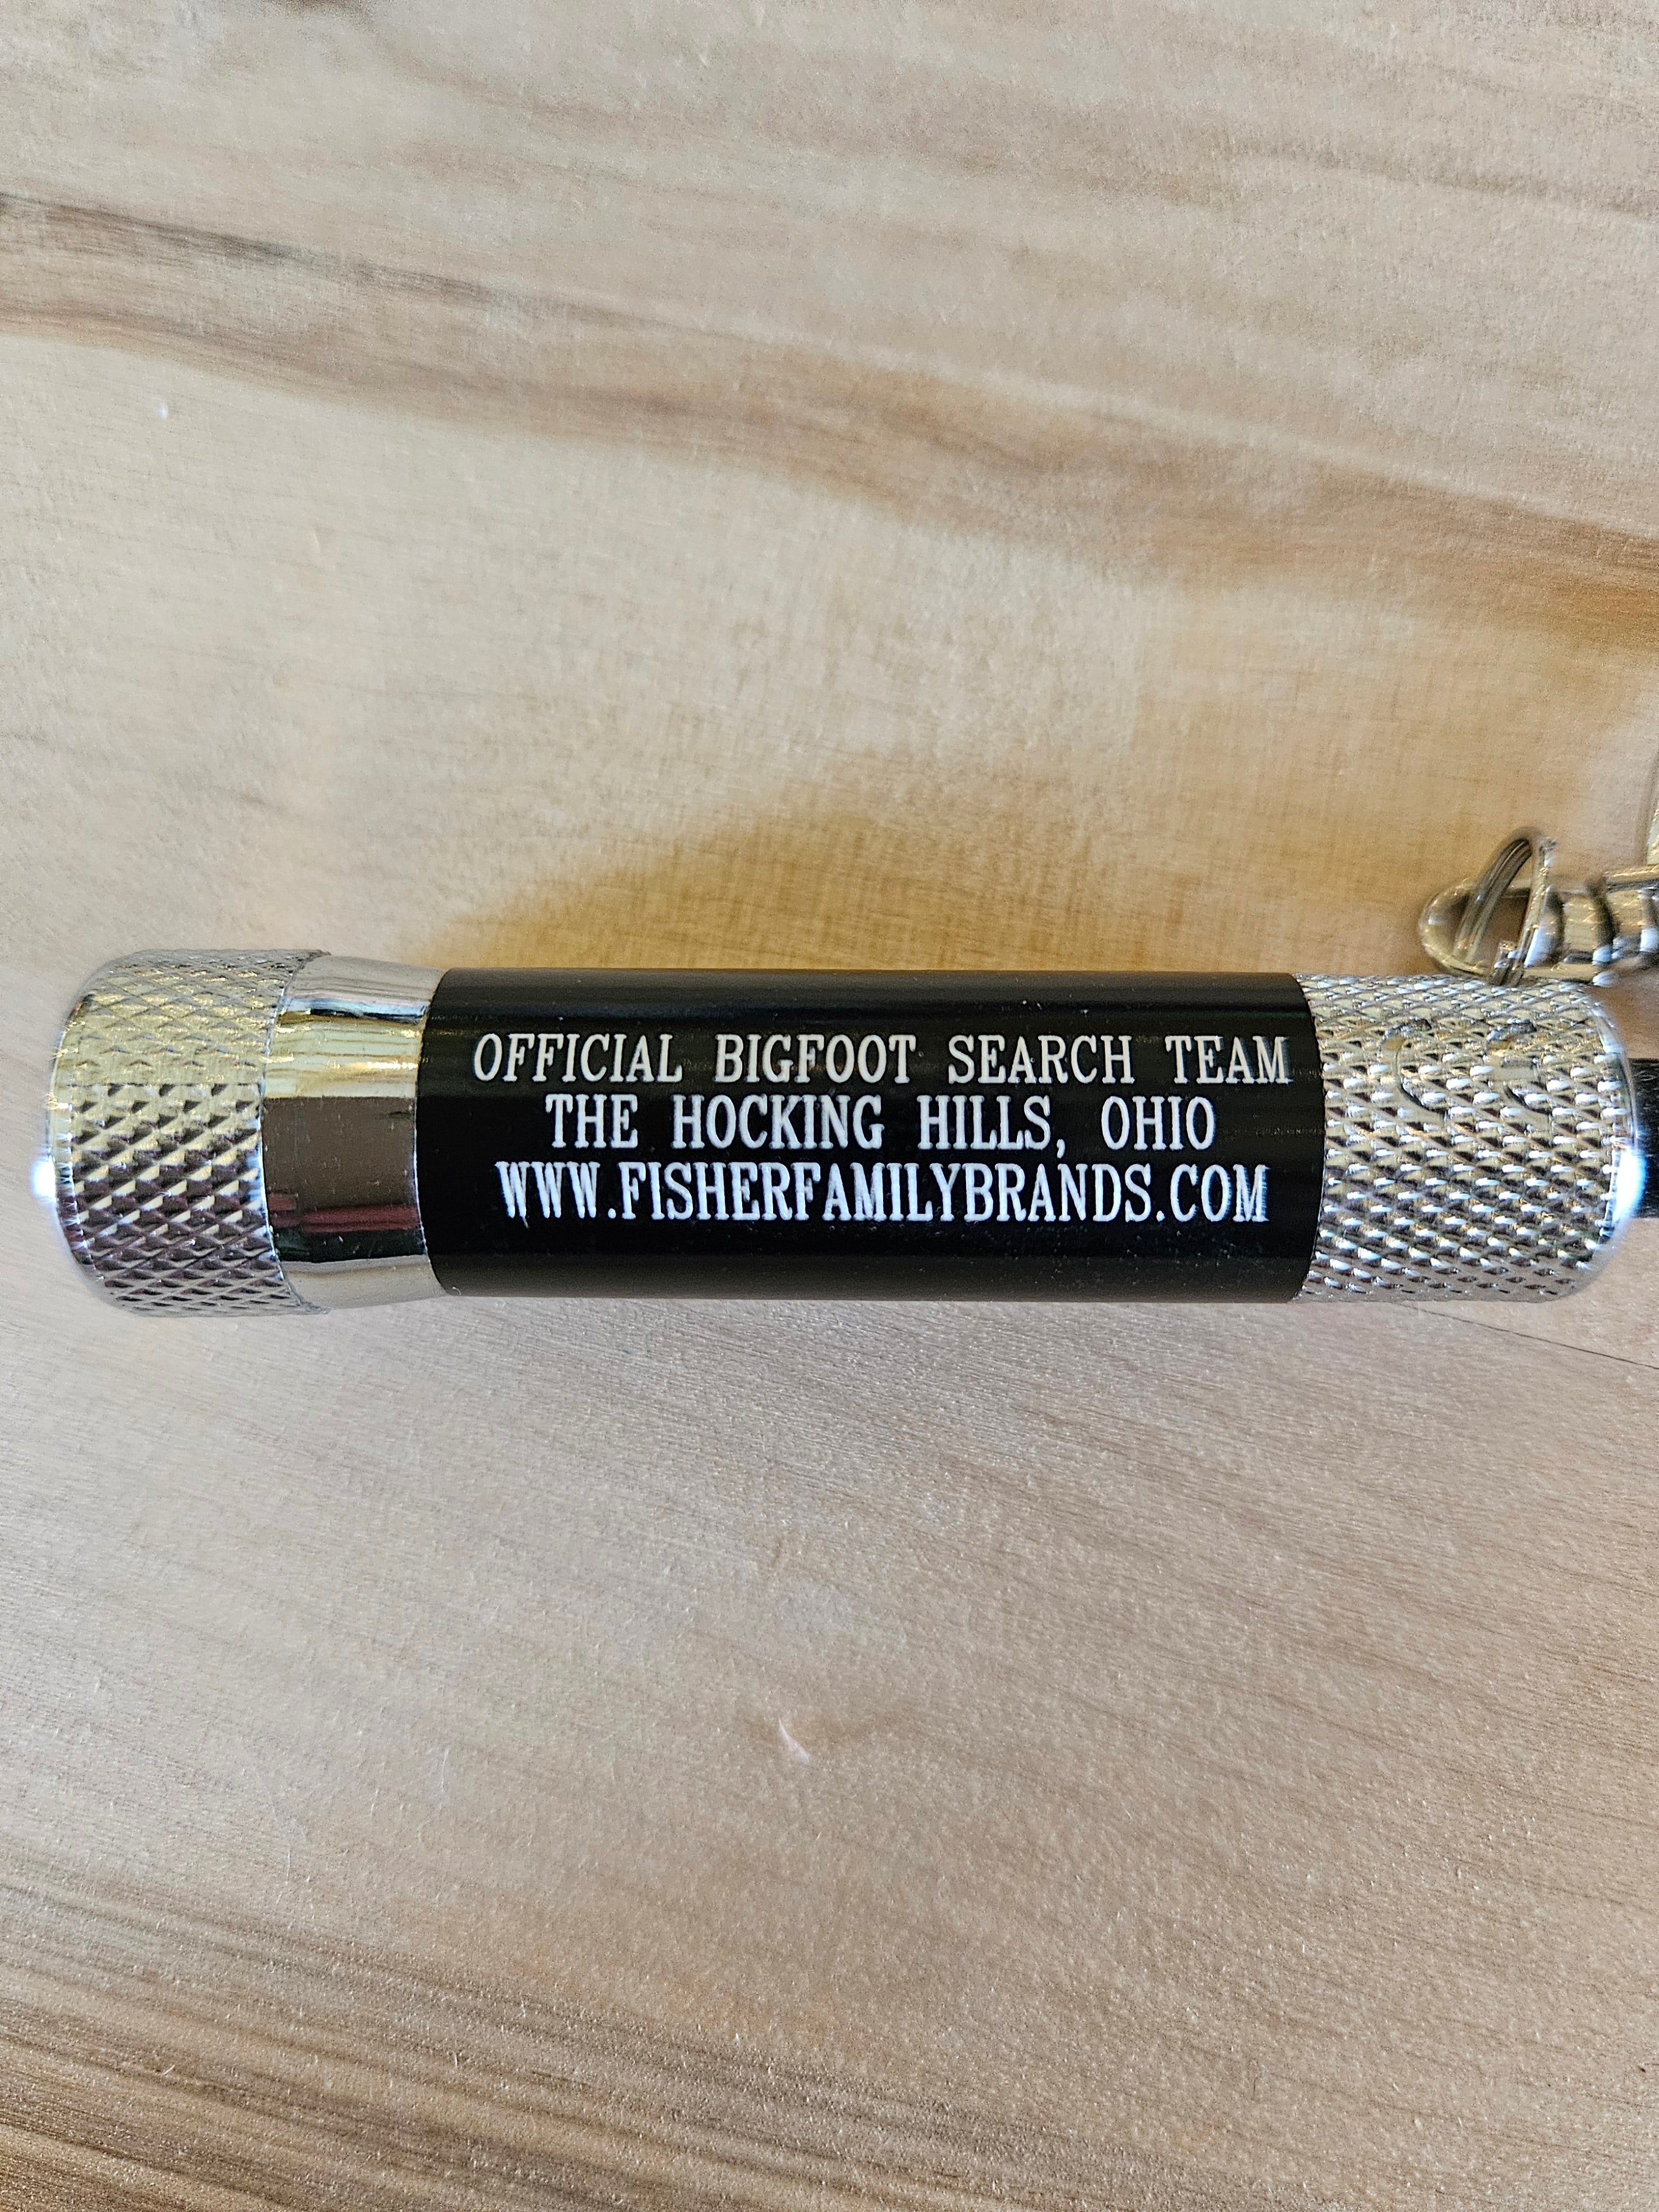 OFFICIAL BIGFOOT SEARCH TEAM
THE HOCKING HILLS, OHIO
WWW.FISHERFAMILYBRANDS.COM